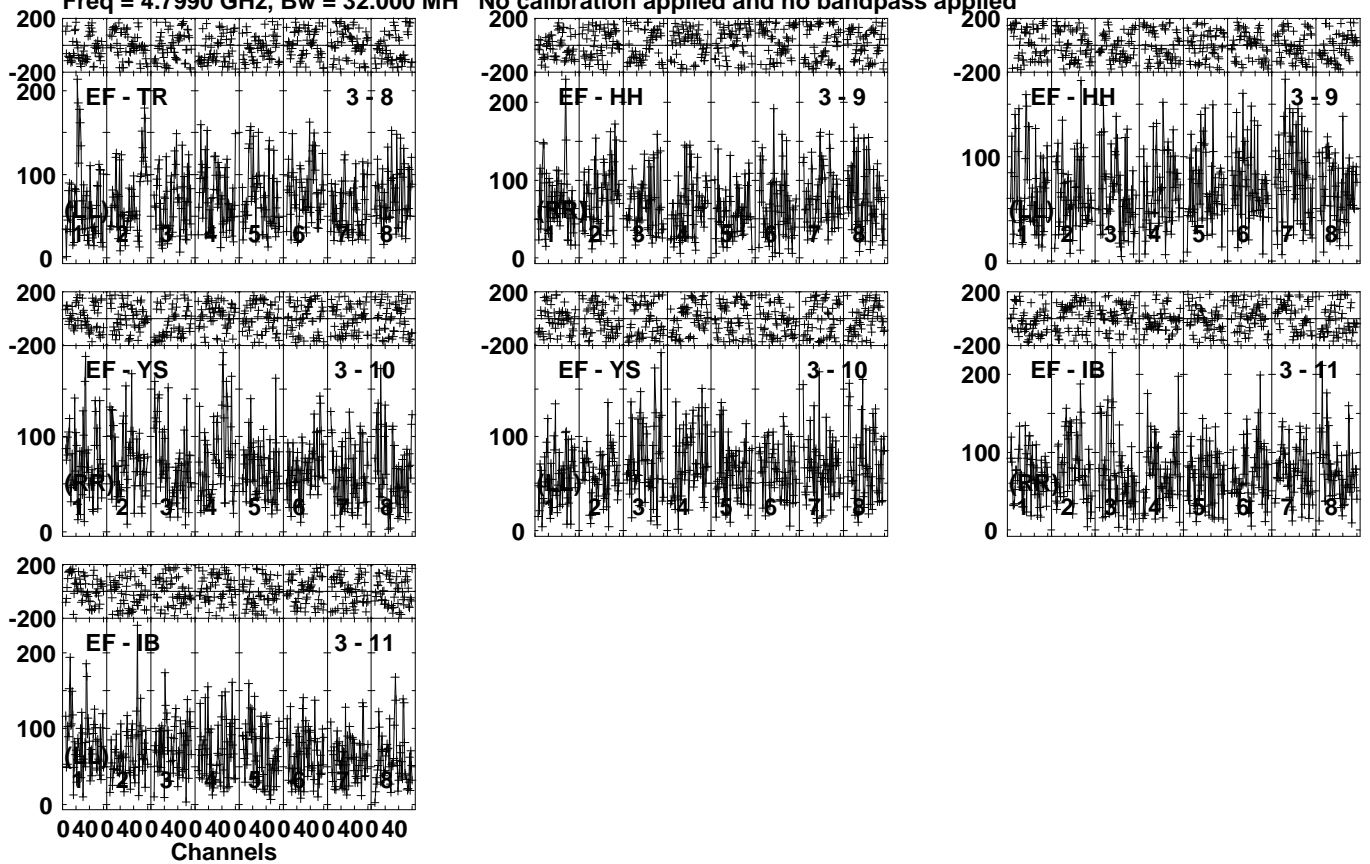 Freq = 4.7990 GHz, Bw = 32.000 MH No calibration applied and no bandpass applied
200 200 200
-200 -200 -200
200 EF - TR 3 - 8 200 EF - HH 3 - 9 200 EF - HH 3 - 9
100 100 100
(LL) (RR) (LL)
1 2 3 4 5 6 7 8 1 2 3 4 5 6 7 8 1 2 3 4 5 6 7 8
0 0 0
200 200 200
-200 -200 -200
EF - YS 3 - 10 EF - YS 3 - 10 200 EF - IB 3 - 11
100 100 100
(RR) (LL) (RR)
1 2 3 4 5 6 7 8 1 2 3 4 5 6 7 8 1 2 3 4 5 6 7 8
0 0 0
200
-200
200 EF - IB 3 - 11
100
(LL)
1 2 3 4 5 6 7 8
0
0 40 0 40 0 40 0 40 0 40 0 40 0 40 0 40
Channels